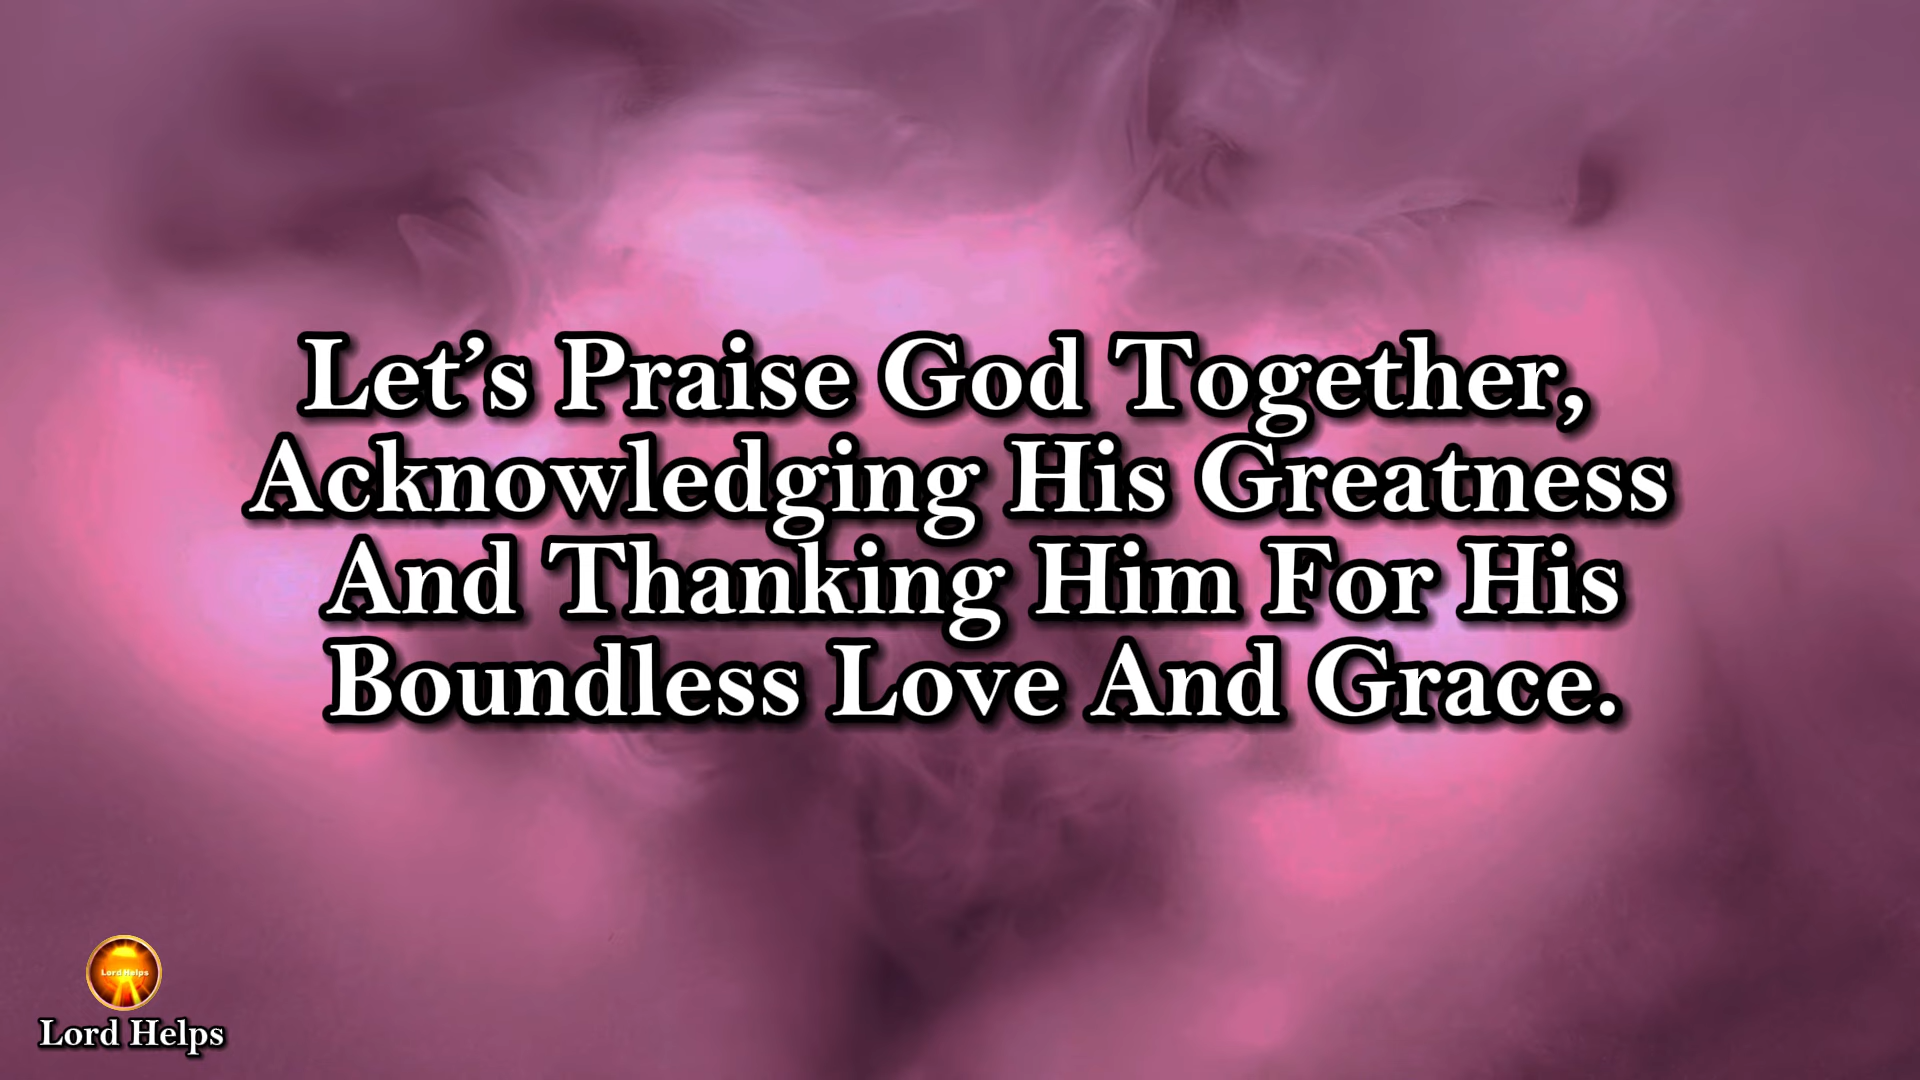 Let’s Praise God Together,
Acknowledging His Greatness
And Thanking Him For His
Boundless Love And Grace.
Lord Helps
Lord Helps